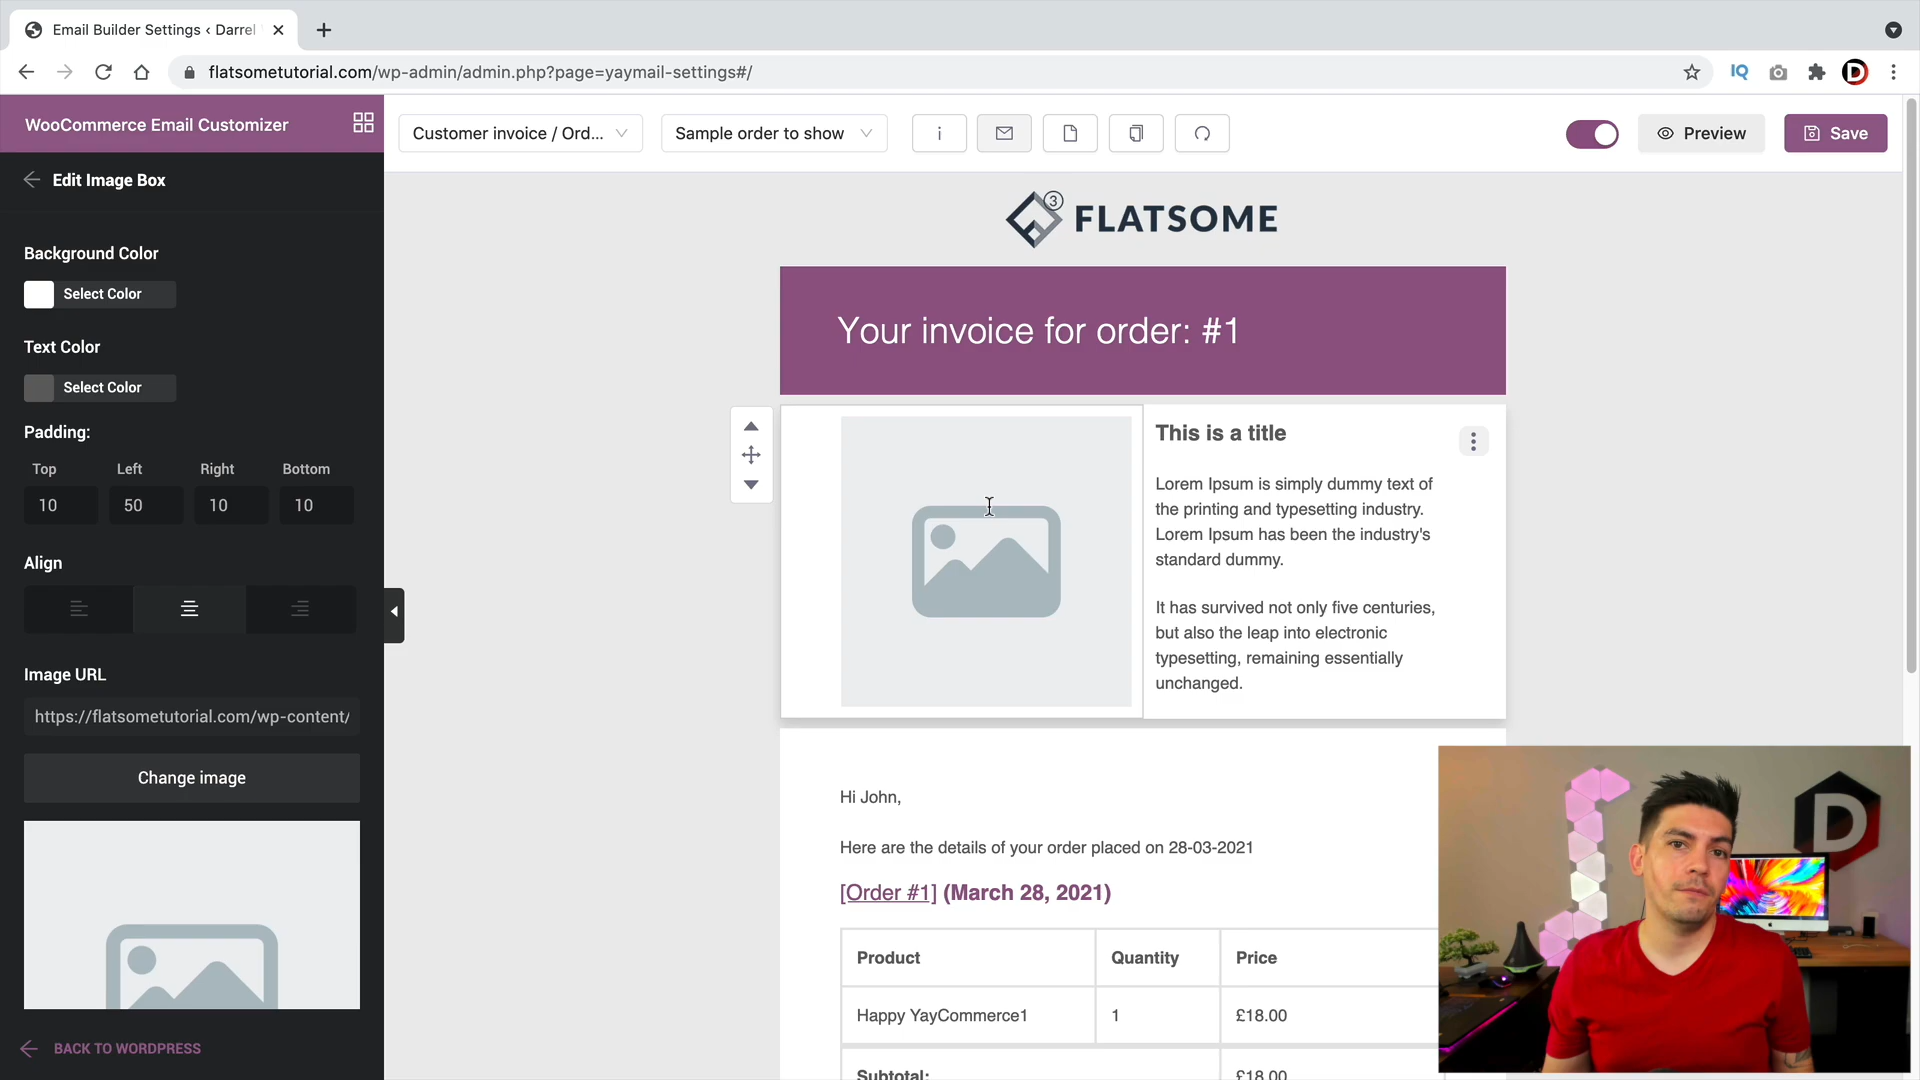 Email Builder Settings ‹ Darrel
flatsometutorial.com/wp-admin/admin.php?page=yaymail-settings#/
IQ
D
WooCommerce Email Customizer
Customer invoice / Ord...
Sample order to show
i
Preview
Save
Edit Image Box
3
FLATSOME
Background Color
Select Color
Your invoice for order: #1
Text Color
Select Color
Padding:
Top
Left
Right
Bottom
10
50
10
10
This is a title
Lorem Ipsum is simply dummy text of
the printing and typesetting industry.
Lorem Ipsum has been the industry's
standard dummy.
It has survived not only five centuries,
but also the leap into electronic
typesetting, remaining essentially
unchanged.
Align
Image URL
https://flatsometutorial.com/wp-content/
Change image
Hi John,
Here are the details of your order placed on 28-03-2021
[Order #1] (March 28, 2021)
Product
Quantity
Price
Happy YayCommerce1
1
£18.00
Subtotal:
£18.00
D
BACK TO WORDPRESS